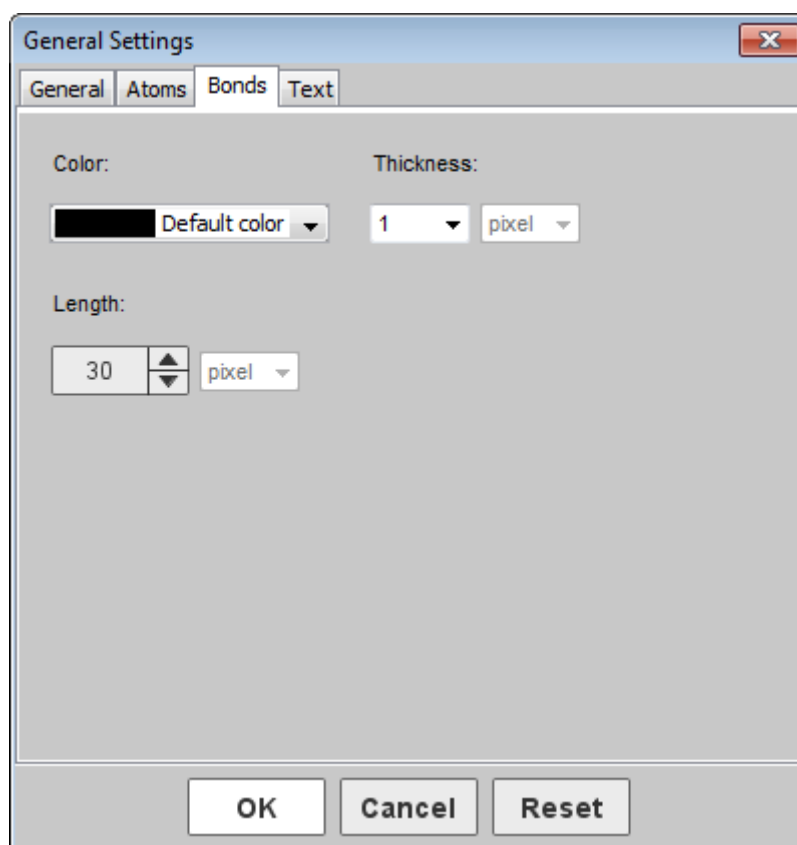 General Settings
General Atoms Bonds Text
Color: Thickness:
Default color 1 pixel
Length:
30 pixel
OK Cancel Reset